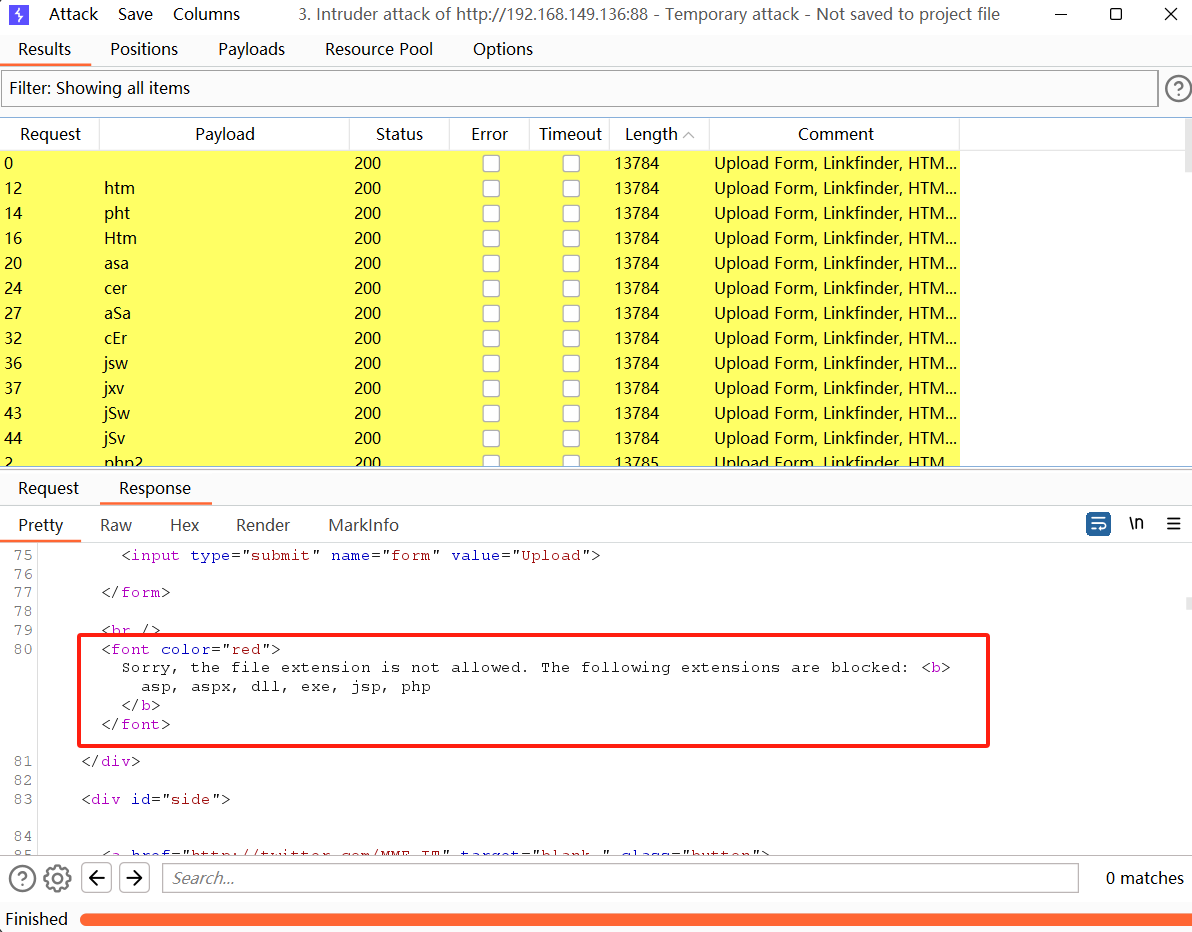 Attack Save Columns 3. Intruder attack of http://192.168.149.136:88 - Temporary attack - Not saved to project file
Results Positions Payloads Resource Pool Options
Filter: Showing all items
?
Request Payload Status Error Timeout Length Comment
0 200 13784 Upload Form, Linkfinder, HTM...
12 htm 200 13784 Upload Form, Linkfinder, HTM...
14 pht 200 13784 Upload Form, Linkfinder, HTM...
16 Htm 200 13784 Upload Form, Linkfinder, HTM...
20 asa 200 13784 Upload Form, Linkfinder, HTM...
24 cer 200 13784 Upload Form, Linkfinder, HTM...
27 aSa 200 13784 Upload Form, Linkfinder, HTM...
32 cEr 200 13784 Upload Form, Linkfinder, HTM...
36 jsw 200 13784 Upload Form, Linkfinder, HTM...
37 jxv 200 13784 Upload Form, Linkfinder, HTM...
43 jSw 200 13784 Upload Form, Linkfinder, HTM...
44 jSv 200 13784 Upload Form, Linkfinder, HTM...
2 php2 200 13785 Upload Form, Linkfinder, HTM
Request Response
Pretty Raw Hex Render MarkInfo \n
75 <input type="submit" name="form" value="Upload">
76
77 </form>
78
79 <br />
80 <font color="red">
Sorry, the file extension is not allowed. The following extensions are blocked: <b>
asp, aspx, dll, exe, jsp, php
</b>
</font>
81 </div>
82
83 <div id="side">
84
85 <a href="http://twitter.com/MME_IT" target="blank_" class="button">
? Search... 0 matches
Finished